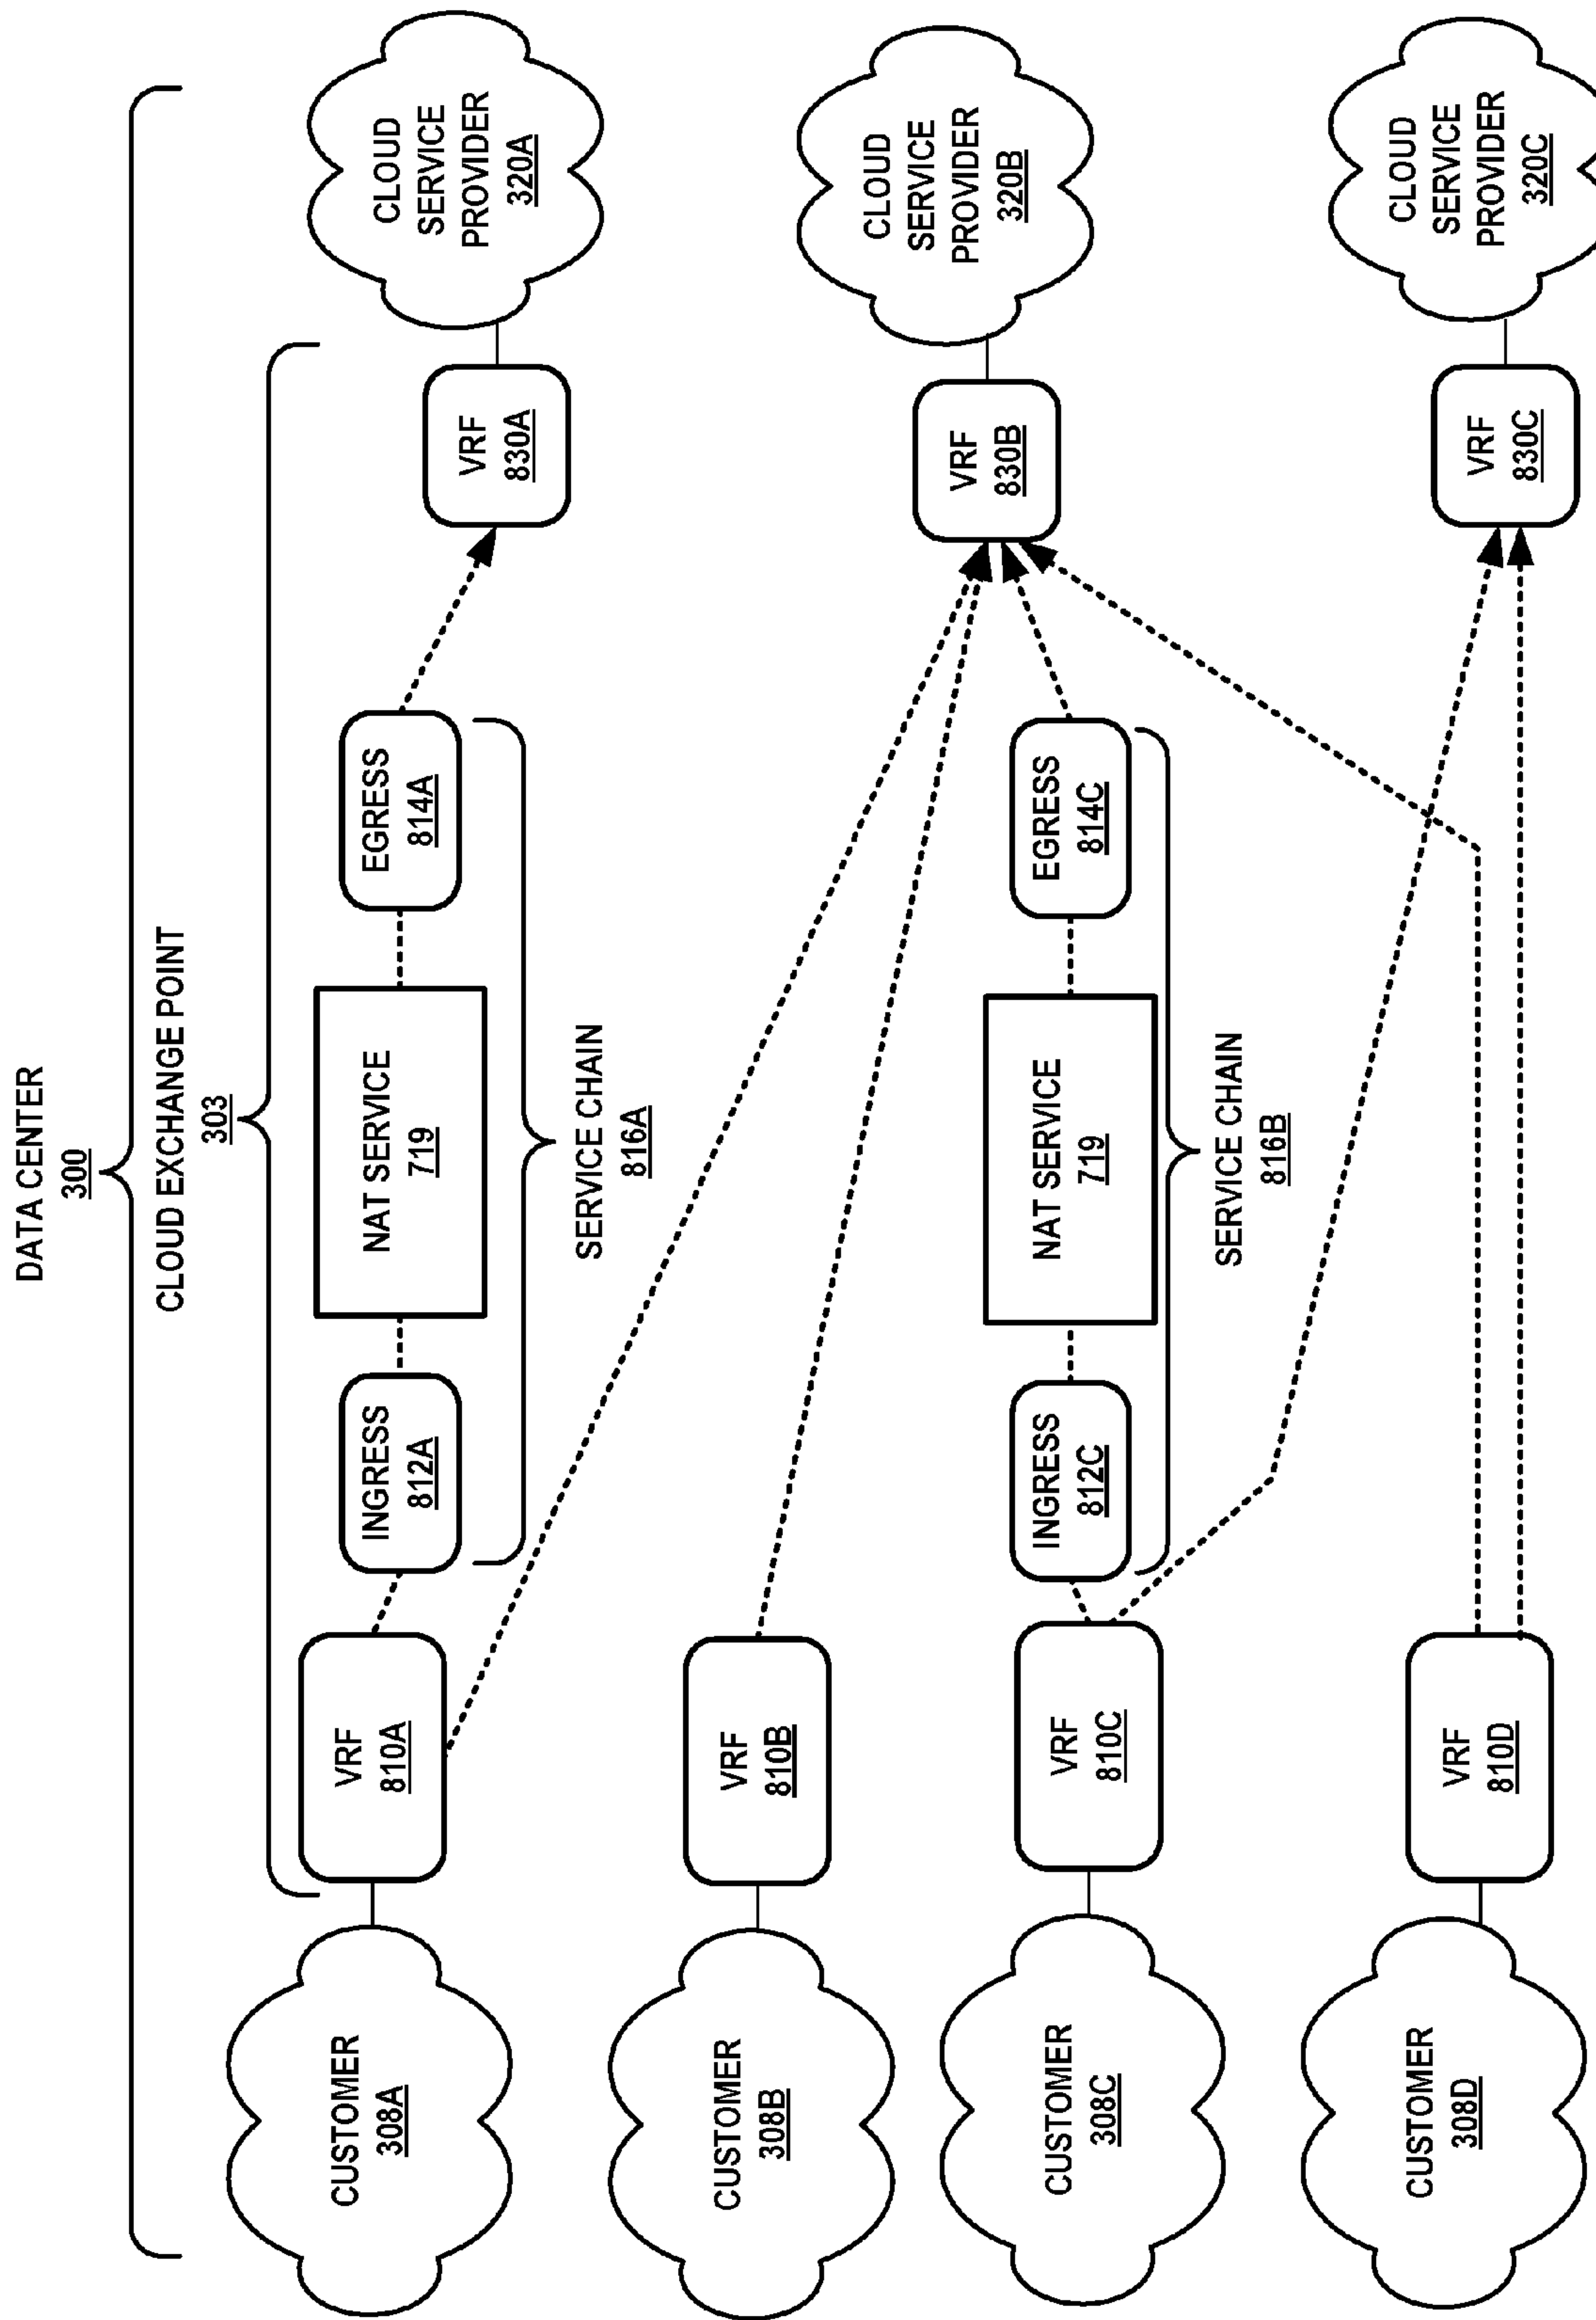 DATA CENTER
300
CLOUD EXCHANGE POINT
303
CUSTOMER
308A
VRF
810A
INGRESS
812A
NAT SERVICE
719
EGRESS
814A
VRF
830A
CLOUD
SERVICE
PROVIDER
320A
SERVICE CHAIN
816A
CUSTOMER
308B
VRF
810B
VRF
830B
CLOUD
SERVICE
PROVIDER
320B
CUSTOMER
308C
VRF
810C
INGRESS
812C
NAT SERVICE
719
EGRESS
814C
SERVICE CHAIN
816B
CUSTOMER
308D
VRF
810D
VRF
830C
CLOUD
SERVICE
PROVIDER
320C